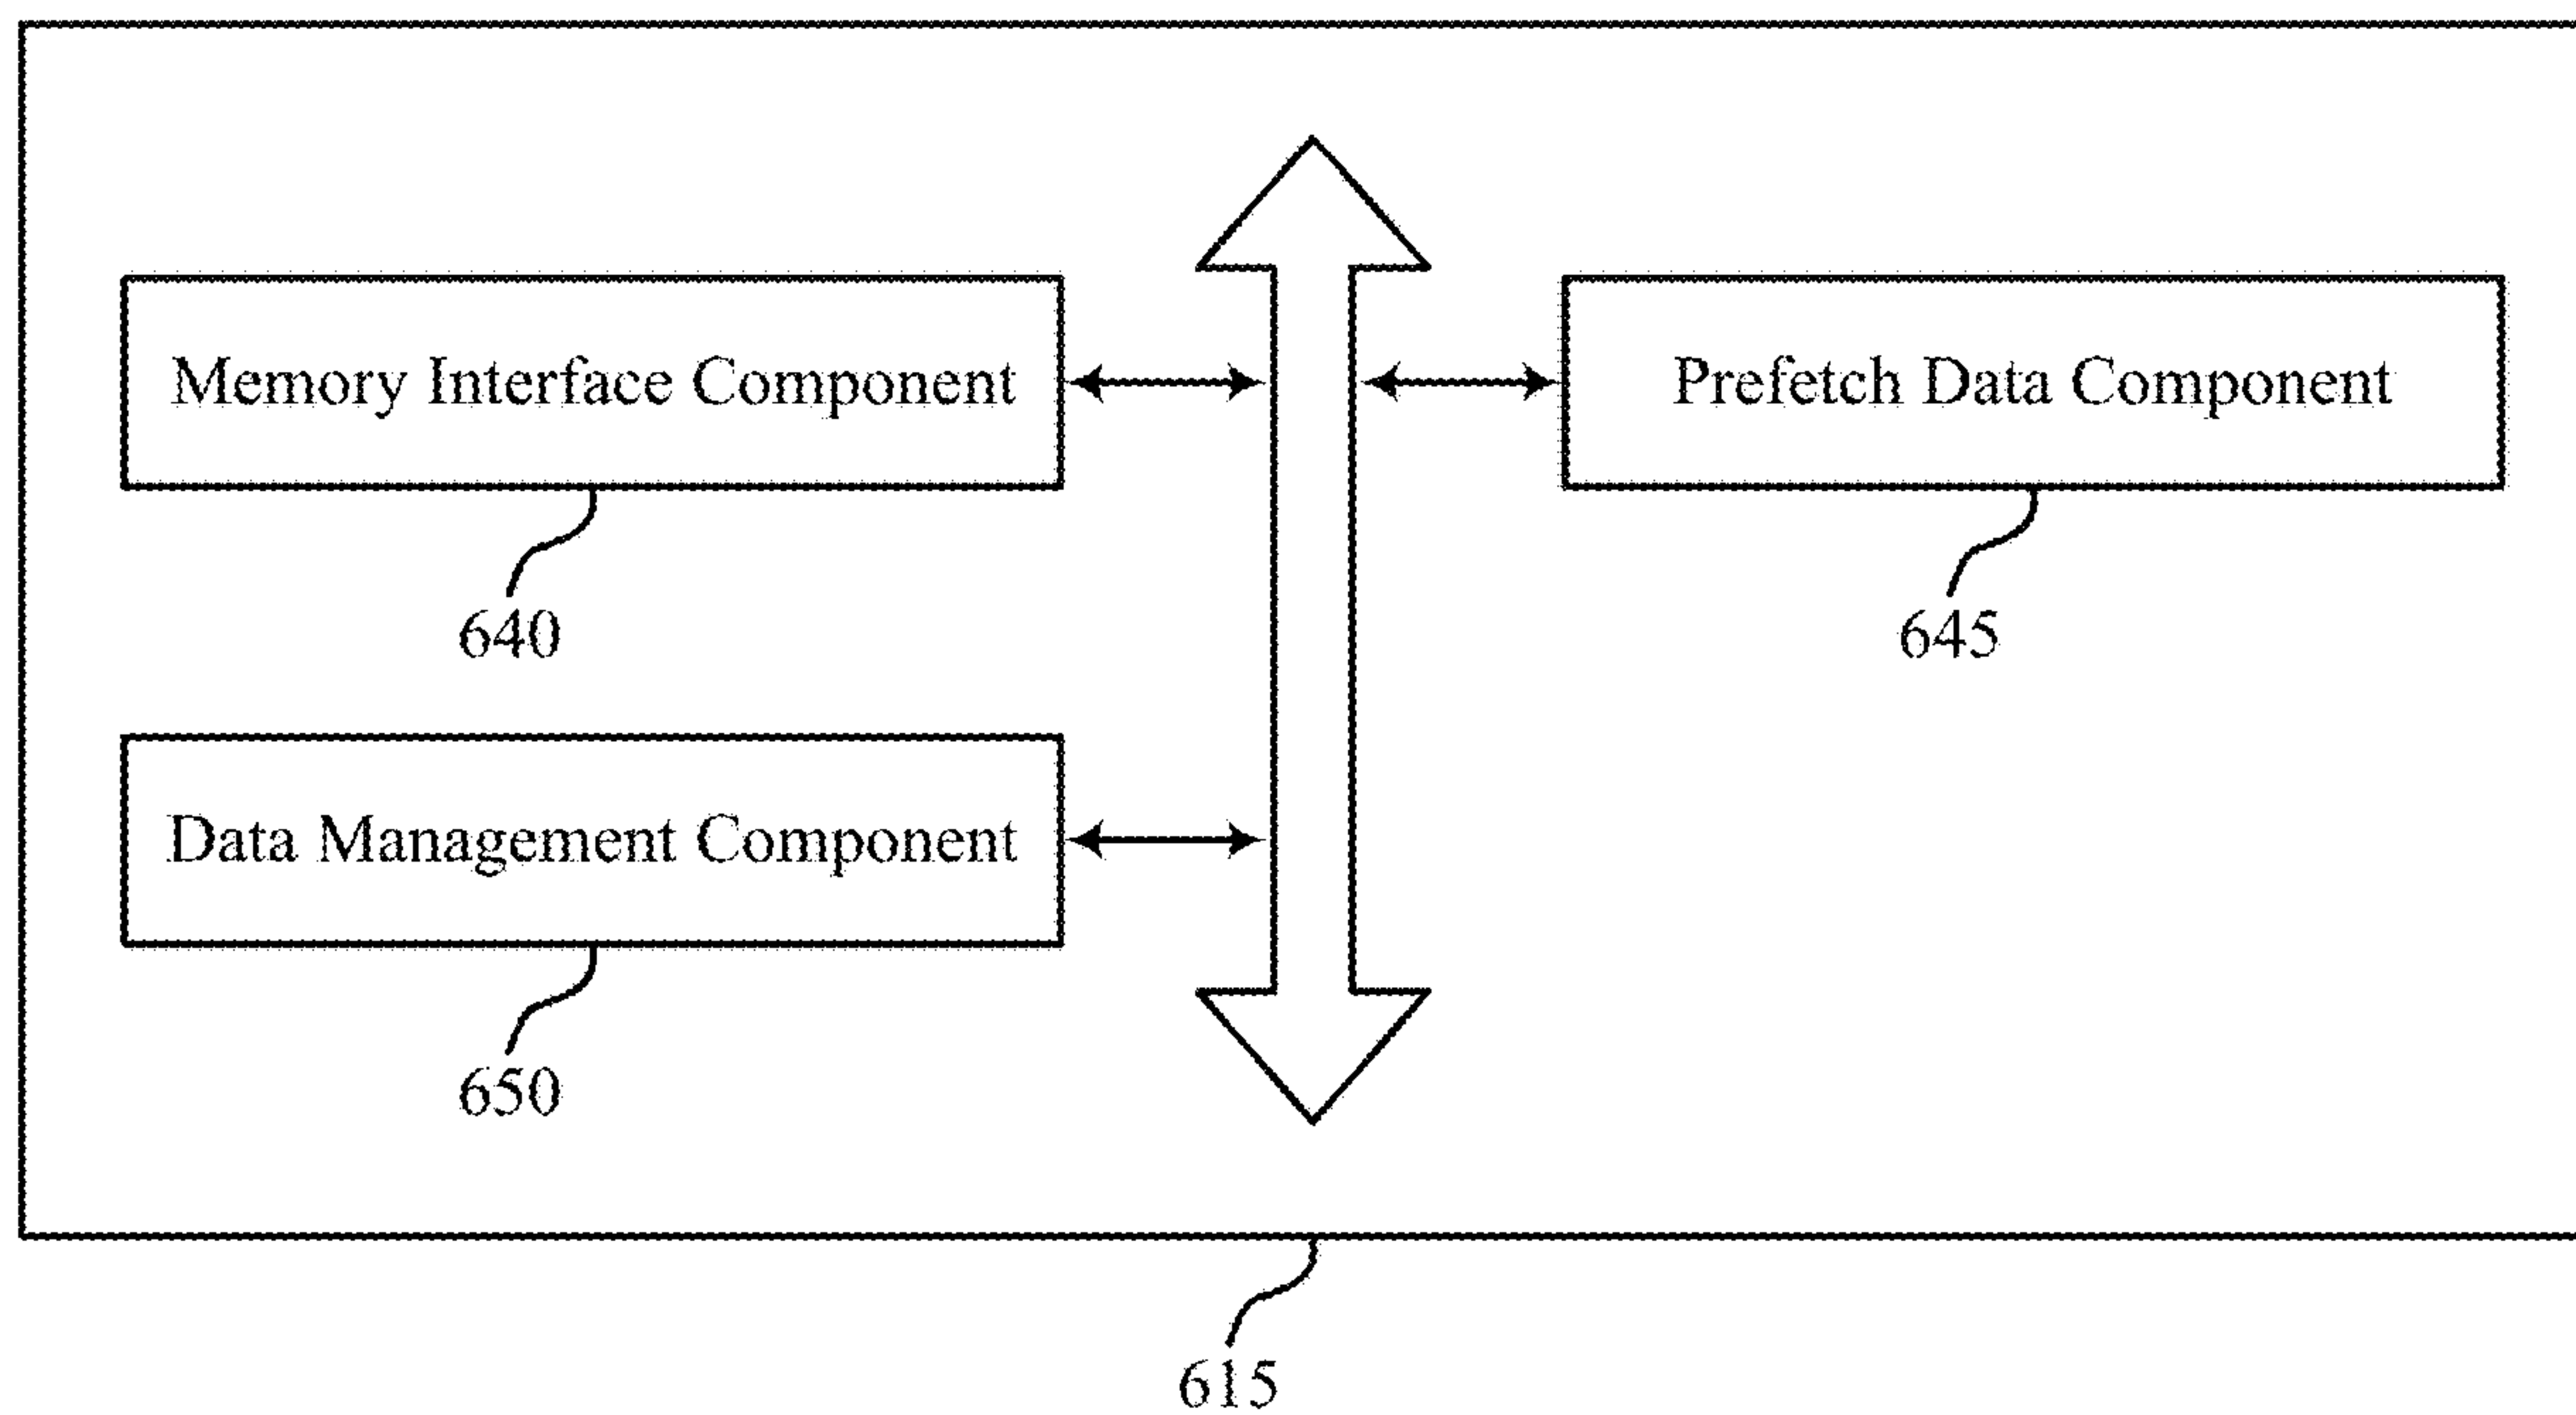 Memory Interface Component
Prefetch Data Component
640
645
Data Management Component
650
615